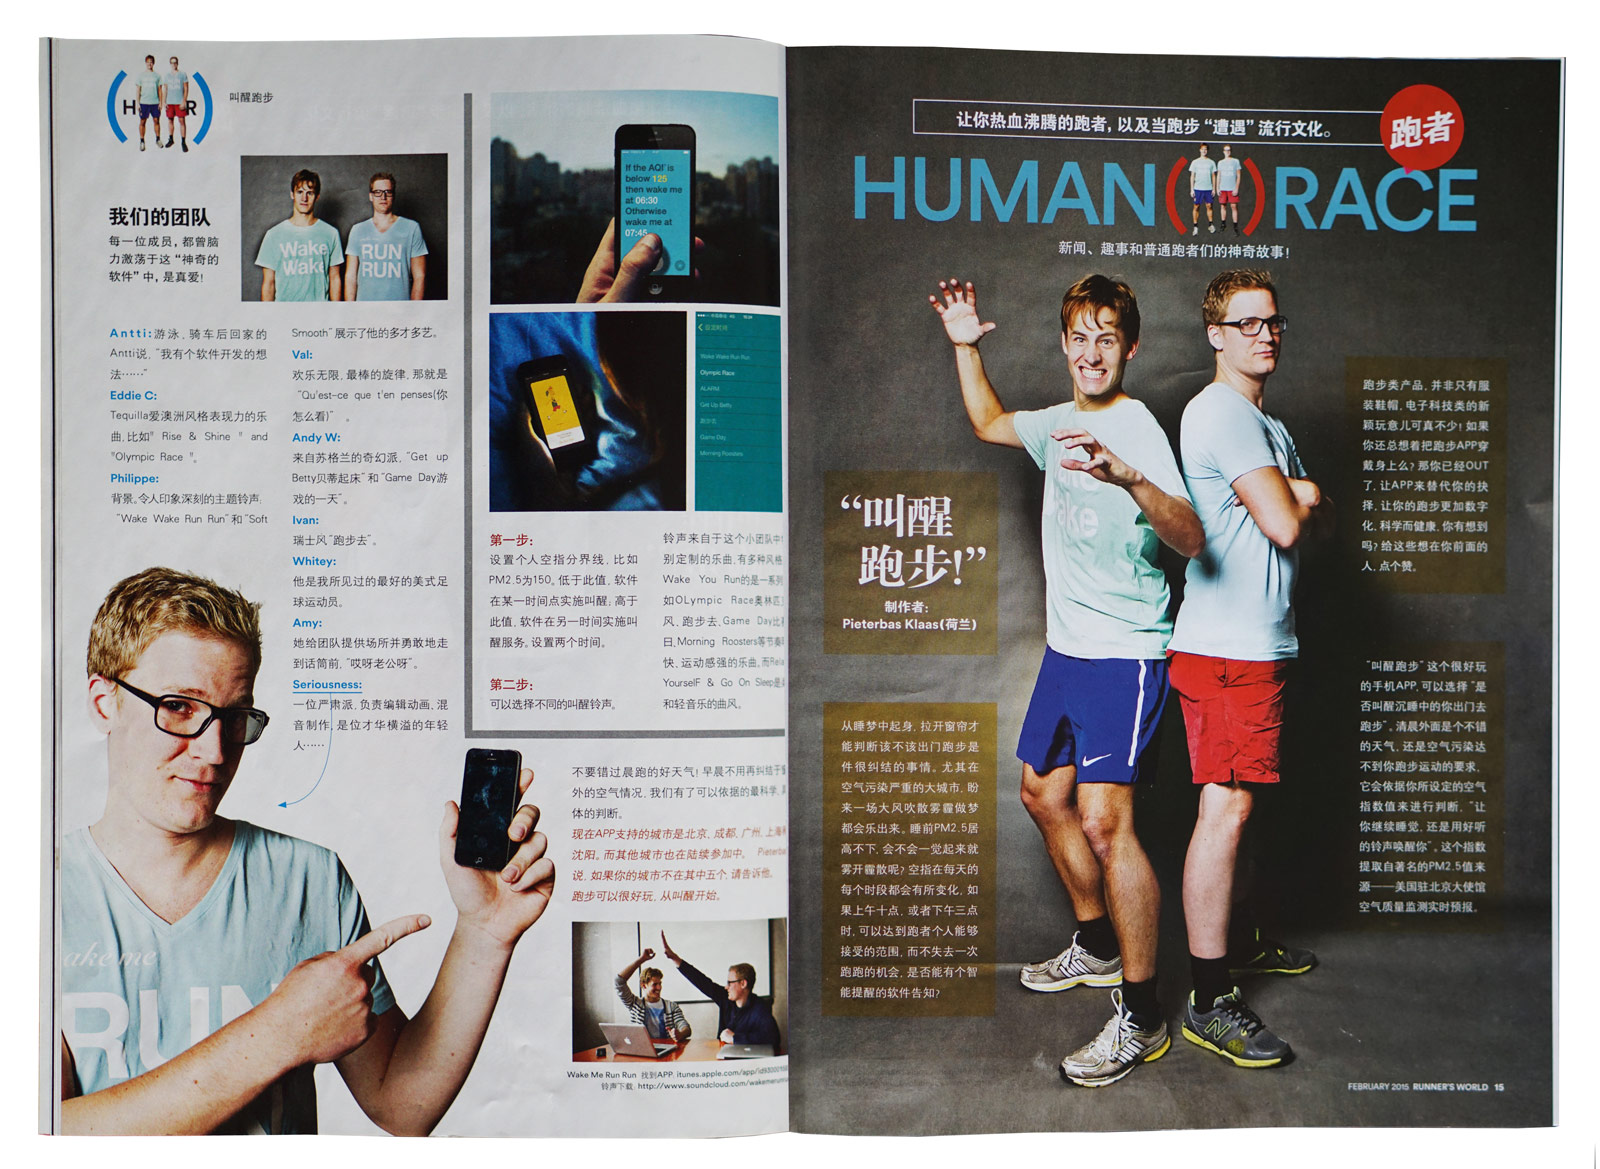 H R
叫醒跑步
我们的团队
每一位成员，都曾脑
力激荡于这“神奇的
软件”中，是真爱！
Wake
Wake
RUN
RUN
Antti：游泳，骑车后回家的
Antti说，“我有个软件开发的想
法……”
Eddie C:
Tequilla爱澳洲风格表现力的乐
曲,比如“ Rise & Shine ” and
“Olympic Race ”。
Philippe:
背景。令人印象深刻的主题铃声，
“Wake Wake Run Run”和“Soft
Smooth”展示了他的多才多艺。
Val:
欢乐无限，最棒的旋律，那就是
“Qu'est-ce que t'en penses(你
怎么看)” 。
Andy W:
来自苏格兰的奇幻派，“Get up
Betty贝蒂起床”和“Game Day游
戏的一天”。
Ivan:
瑞士风“跑步去”。
Whitey:
他是我所见过的最好的美式足
球运动员。
Amy:
她给团队提供场所并勇敢地走
到话筒前，“哎呀老公呀”。
Seriousness:
一位严肃派，负责编辑动画，混
音制作，是位才华横溢的年轻
人……
ake me
RUN
If the AQI is
below 125
then wake me
at 06:30
Otherwise
wake me at
07:45
Wake Wake Run Run
Olympic Race
ALARM
Get Up Betty
跑步去
Game Day
Morning Roosters
第一步：
设置个人空指分界线，比如
PM2.5为150。低于此值，软件
在某一时间点实施叫醒；高于
此值，软件在另一时间实施叫
醒服务。设置两个时间。
第二步：
可以选择不同的叫醒铃声。
铃声来自于这个小团队中
别定制的乐曲，有多种风格
Wake You Run的是一系列
如OLympic Race奥林匹
风、跑步去、Game Day比
日,Morning Roosters等节奏
快、运动感强的乐曲，而Rela
YourselF & Go On Sleep是
和轻音乐的曲风。
不要错过晨跑的好天气！早晨不用再纠结于
外的空气情况，我们有了可以依据的最科学、
体的判断。
现在APP支持的城市是北京、成都、广州、上海
沈阳。而其他城市也在陆续参加中。 Pieterba
说，如果你的城市不在其中五个，请告诉他。
跑步可以很好玩，从叫醒开始。
Wake Me Run Run 找到APP, itunes.apple.com/app/id
铃声下载: http://www.soundcloud.com/wakemerunru
让你热血沸腾的跑者，以及当跑步“遭遇”流行文化。
跑者
HUMAN ( ) RACE
新闻、趣事和普通跑者们的神奇故事！
ake
“叫醒
跑步！”
制作者：
Pieterbas Klaas(荷兰)
从睡梦中起身，拉开窗帘才
能判断该不该出门跑步是
件很纠结的事情。尤其在
空气污染严重的大城市，盼
来一场大风吹散雾霾做梦
都会乐出来。睡前PM2.5居
高不下，会不会一觉起来就
雾开霾散呢？空指在每天的
每个时段都会有所变化，如
果上午十点，或者下午三点
时，可以达到跑者个人能够
接受的范围，而不失去一次
跑跑的机会，是否能有个智
能提醒的软件告知？
跑步类产品，并非只有服
装鞋帽，电子科技类的新
颖玩意儿可真不少！如果
你还总想着把跑步APP穿
戴身上么？那你已经OUT
了，让APP来替代你的抉
择，让你的跑步更加数字
化，科学而健康，你有想到
吗？给这些想在你前面的
人，点个赞。
“叫醒跑步”这个很好玩
的手机APP，可以选择“是
否叫醒沉睡中的你出门去
跑步”，清晨外面是个不错
的天气，还是空气污染达
不到你跑步运动的要求，
它会依据你所设定的空气
指数值来进行判断，“让
你继续睡觉，还是用好听
的铃声唤醒你”。这个指数
提取自著名的PM2.5值来
源——美国驻北京大使馆
空气质量监测实时预报。
FEBRUARY 2015 RUNNER'S WORLD 15